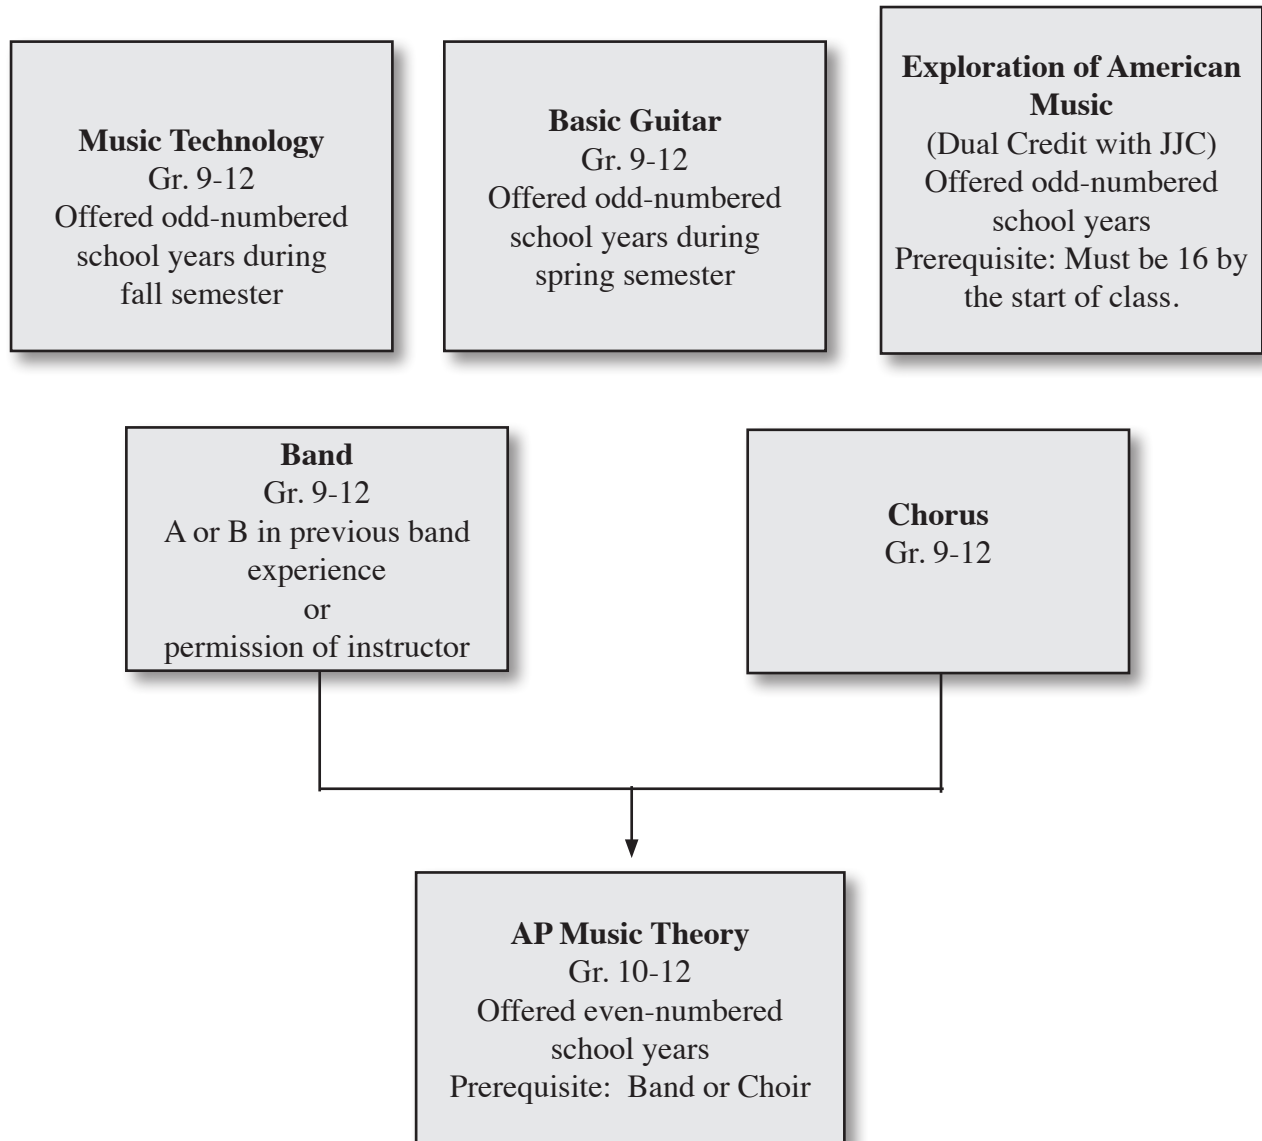 Music Technology
Gr. 9-12
Offered odd-numbered
school years during
fall semester
Basic Guitar
Gr. 9-12
Offered odd-numbered
school years during
spring semester
Exploration of American
Music
(Dual Credit with JJC)
Offered odd-numbered
school years
Prerequisite: Must be 16 by
the start of class.
Band
Gr. 9-12
A or B in previous band
experience
or
permission of instructor
Chorus
Gr. 9-12
AP Music Theory
Gr. 10-12
Offered even-numbered
school years
Prerequisite: Band or Choir